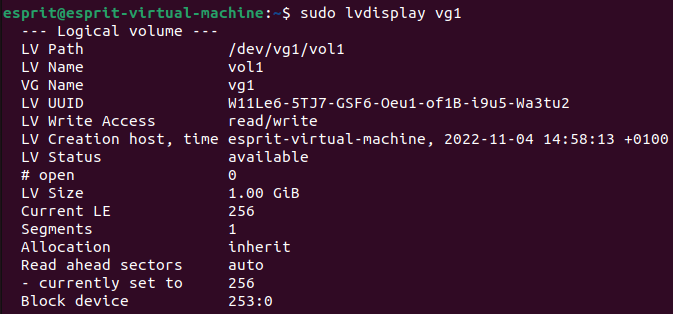 esprit@esprit-virtual-machine:~$ sudo lvdisplay vg1
--- Logical volume ---
LV Path                /dev/vg1/vol1
LV Name                vol1
VG Name                vg1
LV UUID                W11Le6-5TJ7-GSF6-Oeu1-of1B-i9u5-Wa3tu2
LV Write Access        read/write
LV Creation host, time esprit-virtual-machine, 2022-11-04 14:58:13 +0100
LV Status              available
# open                 0
LV Size                1.00 GiB
Current LE             256
Segments               1
Allocation             inherit
Read ahead sectors     auto
- currently set to     256
Block device           253:0